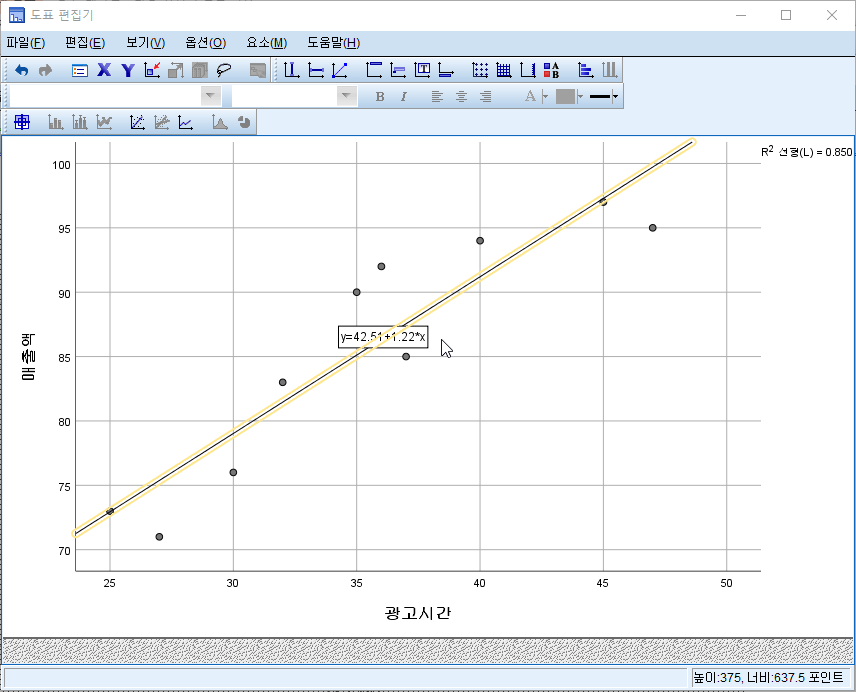 도표 편집기
파일(F) 편집(E) 보기(V) 옵션(O) 요소(M) 도움말(H)
X Y
B I A
R² 선형(L) = 0.850
100
95
90
85
80
75
70
매출액
y=42.51+1.22*x
25 30 35 40 45 50
광고시간
높이:375, 너비:637.5 포인트